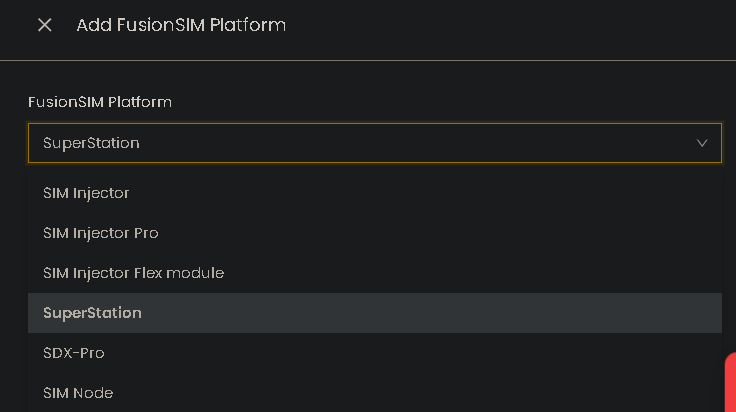 Add FusionSIM Platform
FusionSIM Platform
SuperStation
SIM Injector
SIM Injector Pro
SIM Injector Flex module
SuperStation
SDX-Pro
SIM Node